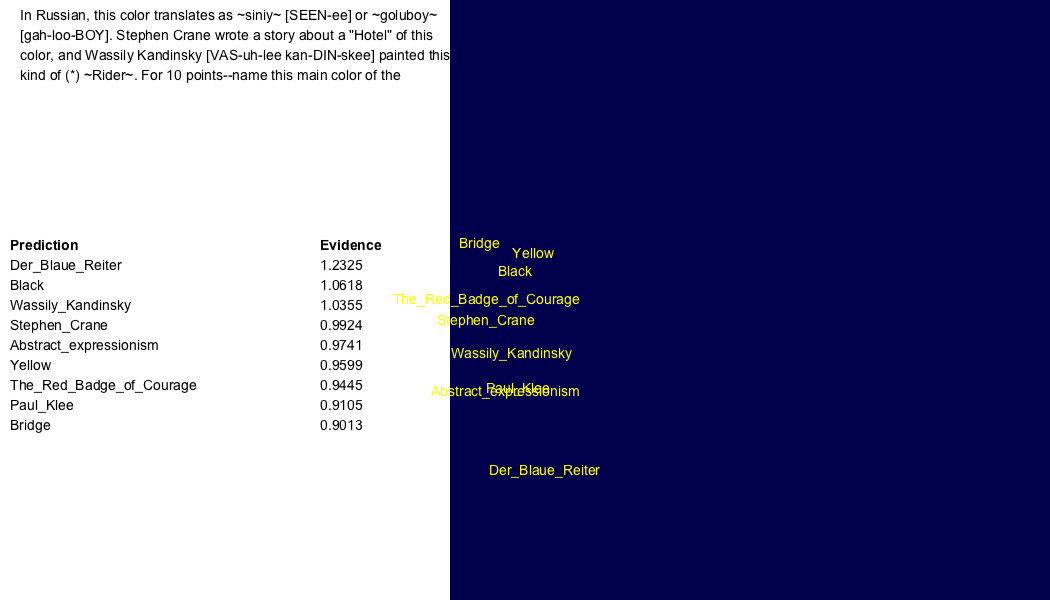 In Russian, this color translates as ~siniy~ [SEEN-ee] or ~goluboy~
[gah-loo-BOY]. Stephen Crane wrote a story about a "Hotel" of this
color, and Wassily Kandinsky [VAS-uh-lee kan-DIN-skee] painted this
kind of (*) ~Rider~. For 10 points--name this main color of the
Prediction Evidence
Der_Blaue_Reiter 1.2325
Black 1.0618
Wassily_Kandinsky 1.0355
Stephen_Crane 0.9924
Abstract_expressionism 0.9741
Yellow 0.9599
The_Red_Badge_of_Courage 0.9445
Paul_Klee 0.9105
Bridge 0.9013
Bridge
Yellow
Black
The_Red_Badge_of_Courage
Stephen_Crane
Wassily_Kandinsky
Paul_Klee
Abstract_expressionism
Der_Blaue_Reiter